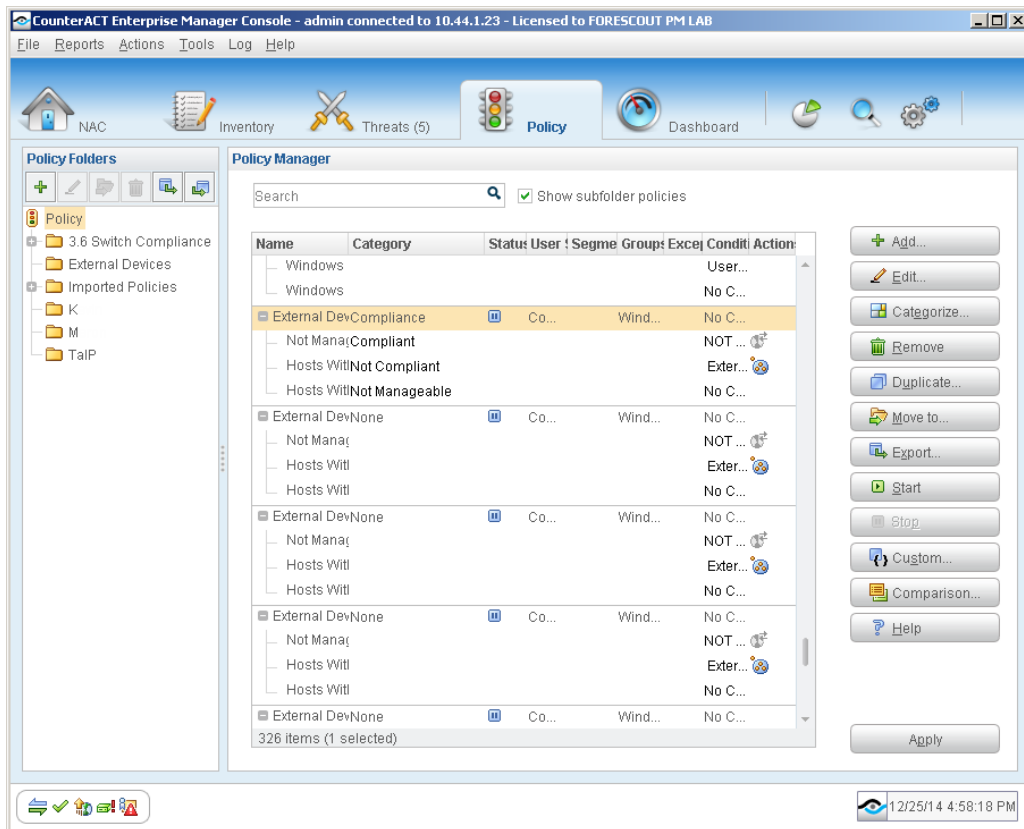 CounterACT Enterprise Manager Console - admin connected to 10.44.1.23 - Licensed to FORESCOUT PM LAB
File Reports Actions Tools Log Help
NAC Inventory Threats (5) Policy Dashboard
Policy Folders
Policy
3.6 Switch Compliance
External Devices
Imported Policies
K
M
TalP
Policy Manager
Search
Show subfolder policies
Name Category Statu User Segme Groups Excep Conditi Action
Windows User...
Windows No C...
External Dev Compliance Co... Wind... No C...
Not Manag Compliant NOT ...
Hosts Witl Not Compliant Exter...
Hosts Witl Not Manageable No C...
External Dev None Co... Wind... No C...
Not Manag NOT ...
Hosts Witl Exter...
Hosts Witl No C...
External Dev None Co... Wind... No C...
Not Manag NOT ...
Hosts Witl Exter...
Hosts Witl No C...
External Dev None Co... Wind... No C...
Not Manag NOT ...
Hosts Witl Exter...
Hosts Witl No C...
External Dev None Co... Wind... No C...
326 items (1 selected)
Add...
Edit...
Categorize...
Remove
Duplicate...
Move to...
Export...
Start
Stop
Custom...
Comparison...
Help
Apply
12/25/14 4:58:18 PM